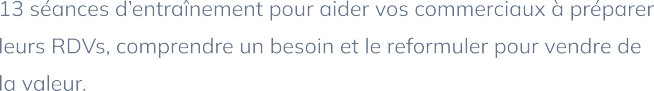 13 séances d'entraînement pour aider vos commerciaux à préparer
leurs RDVs, comprendre un besoin et le reformuler pour vendre de
la valeur.